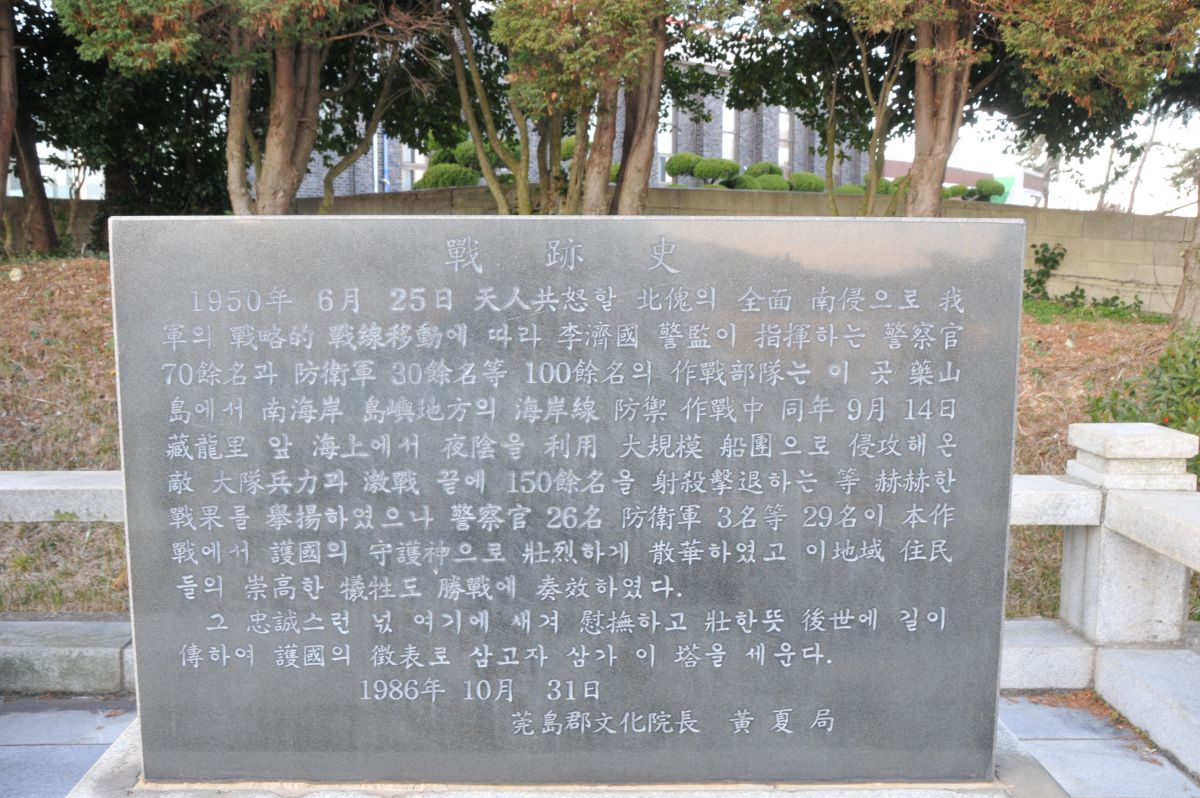 戰跡史
1950年 6月 25日 天人共怒할 北傀의 全面 南侵으로 我
軍의 戰略的 戰線移動에 따라 李濟國 警監이 指揮하는 警察官
70餘名과 防衛軍 30餘名等 100餘名의 作戰部隊는 이 곳 藥山
島에서 南海岸 島嶼地方의 海岸線 防禦 作戰中 同年 9月 14日
藏龍里 앞 海上에서 夜陰을 利用 大規模 船團으로 侵攻해온
敵 大隊兵力과 激戰 끝에 150餘名을 射殺擊退하는 等 赫赫한
戰果를 擧揚하였으나 警察官 26名 防衛軍 3名等 29名이 本作
戰에서 護國의 守護神으로 壯烈하게 散華하였고 이地域 住民
들의 崇高한 犧牲도 勝戰에 奏效하였다.
그 忠誠스런 넋 여기에 새겨 慰撫하고 壯한뜻 後世에 길이
傳하여 護國의 徵表로 삼고자 삼가 이 塔을 세운다.
1986年 10月 31日
莞島郡文化院長 黃夏局